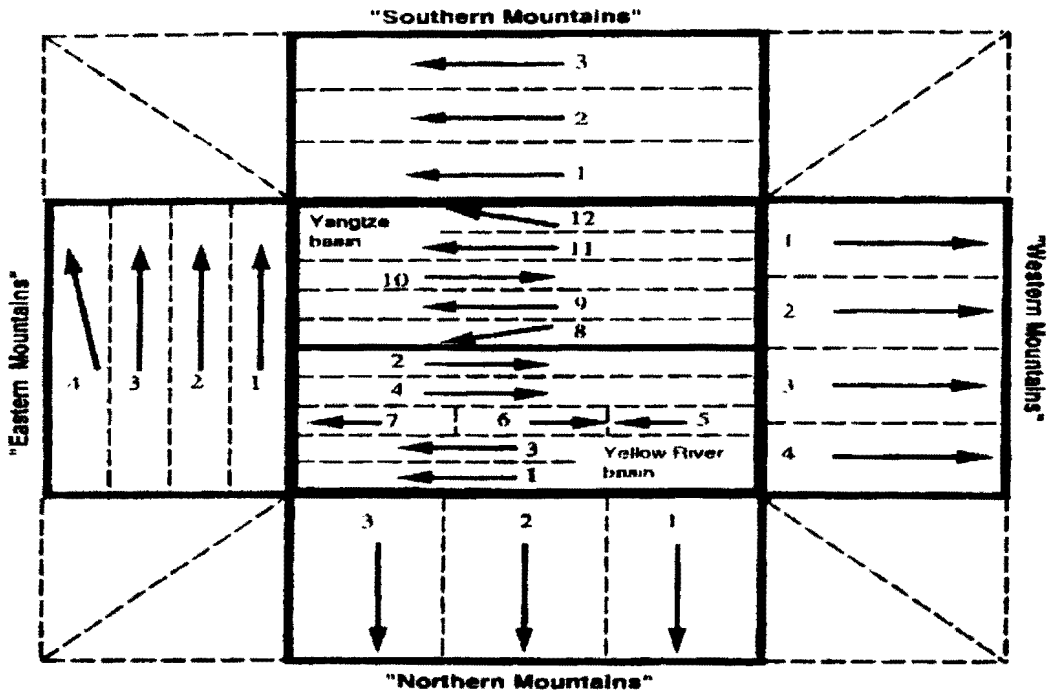 "Southern Mountains"
3
2
1
Yangtze
basin
12
11
10
9
8
2
4
7 6 5
3
1
Yellow River
basin
"Eastern Mountains"
4 3 2 1
1
2
3
4
"Western Mountains"
3 2 1
"Northern Mountains"